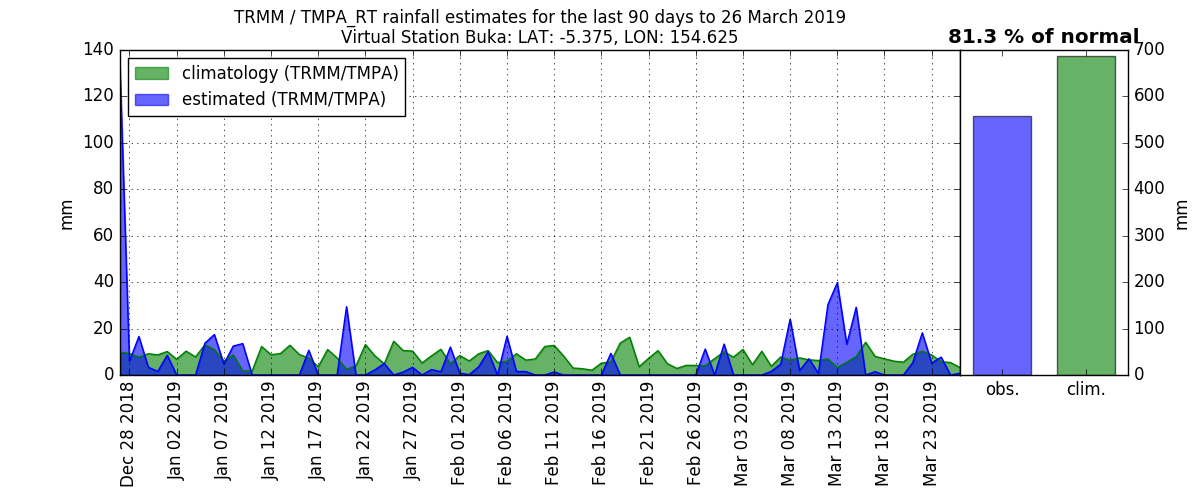 TRMM / TMPA_RT rainfall estimates for the last 90 days to 26 March 2019
Virtual Station Buka: LAT: -5.375, LON: 154.625
81.3 % of normal
climatology (TRMM/TMPA)
estimated (TRMM/TMPA)
140
120
100
80
60
40
20
0
mm
700
600
500
400
300
200
100
0
mm
Dec 28 2018
Jan 02 2019
Jan 07 2019
Jan 12 2019
Jan 17 2019
Jan 22 2019
Jan 27 2019
Feb 01 2019
Feb 06 2019
Feb 11 2019
Feb 16 2019
Feb 21 2019
Feb 26 2019
Mar 03 2019
Mar 08 2019
Mar 13 2019
Mar 18 2019
Mar 23 2019
obs.
clim.